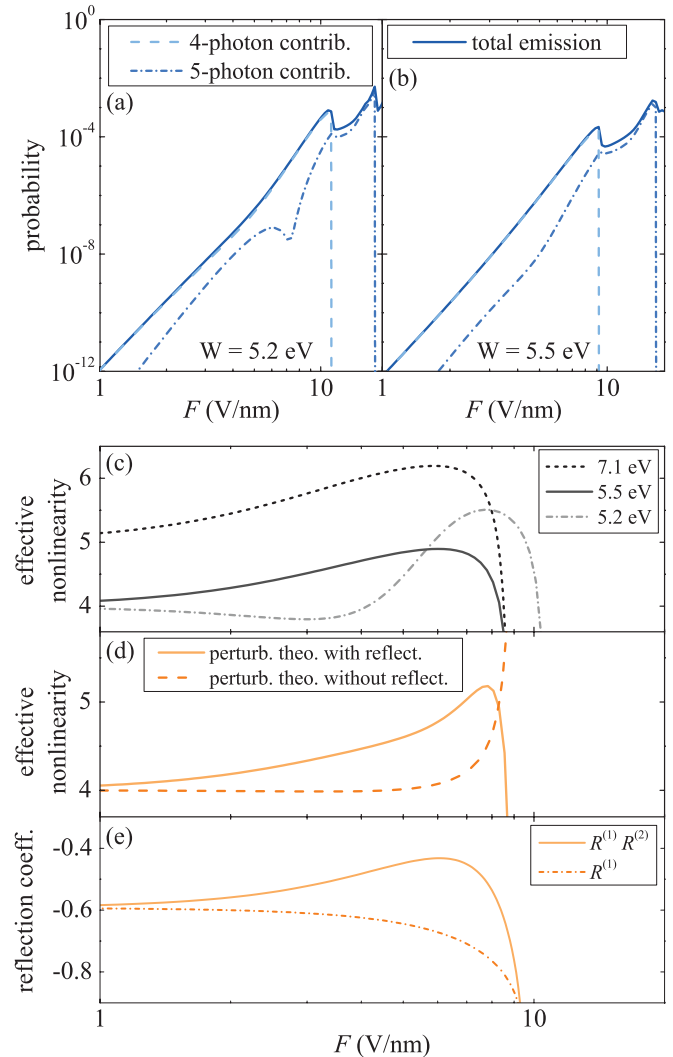 10⁰
4-photon contrib.
5-photon contrib.
total emission
(a)
(b)
10⁻⁴
probability
10⁻⁸
W = 5.2 eV
W = 5.5 eV
10⁻¹²
1
10
1
10
F (V/nm)
F (V/nm)
(c)
7.1 eV
5.5 eV
5.2 eV
6
5
4
effective
nonlinearity
(d)
perturb. theo. with reflect.
perturb. theo. without reflect.
5
4
effective
nonlinearity
(e)
R⁽¹⁾ R⁽²⁾
R⁽¹⁾
-0.4
-0.6
-0.8
reflection coeff.
1
10
F (V/nm)